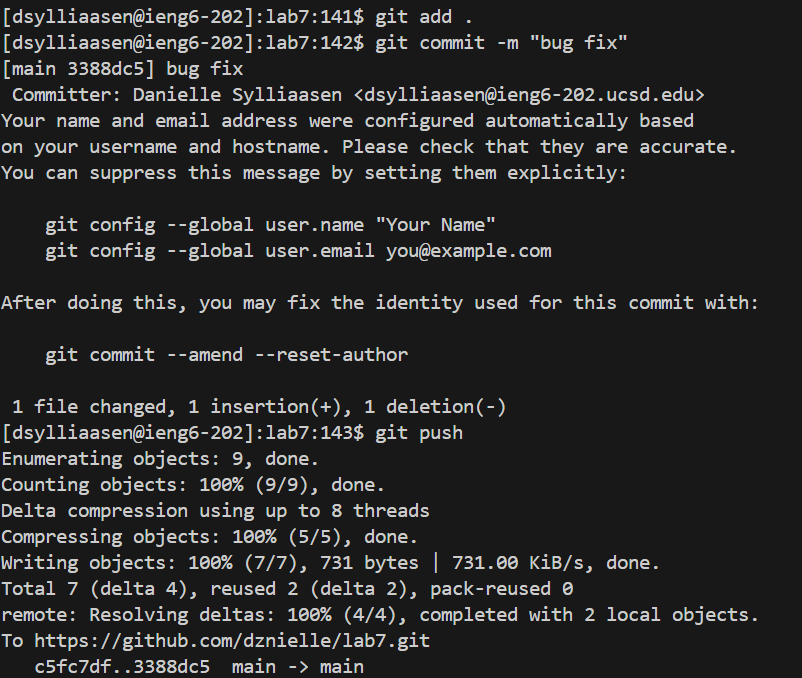 [dsylliaasen@ieng6-202]:lab7:141$ git add .
[dsylliaasen@ieng6-202]:lab7:142$ git commit -m "bug fix"
[main 3388dc5] bug fix
 Committer: Danielle Sylliaasen <dsylliaasen@ieng6-202.ucsd.edu>
Your name and email address were configured automatically based
on your username and hostname. Please check that they are accurate.
You can suppress this message by setting them explicitly:

    git config --global user.name "Your Name"
    git config --global user.email you@example.com

After doing this, you may fix the identity used for this commit with:

    git commit --amend --reset-author

 1 file changed, 1 insertion(+), 1 deletion(-)
[dsylliaasen@ieng6-202]:lab7:143$ git push
Enumerating objects: 9, done.
Counting objects: 100% (9/9), done.
Delta compression using up to 8 threads
Compressing objects: 100% (5/5), done.
Writing objects: 100% (7/7), 731 bytes | 731.00 KiB/s, done.
Total 7 (delta 4), reused 2 (delta 2), pack-reused 0
remote: Resolving deltas: 100% (4/4), completed with 2 local objects.
To https://github.com/dznielle/lab7.git
   c5fc7df..3388dc5  main -> main